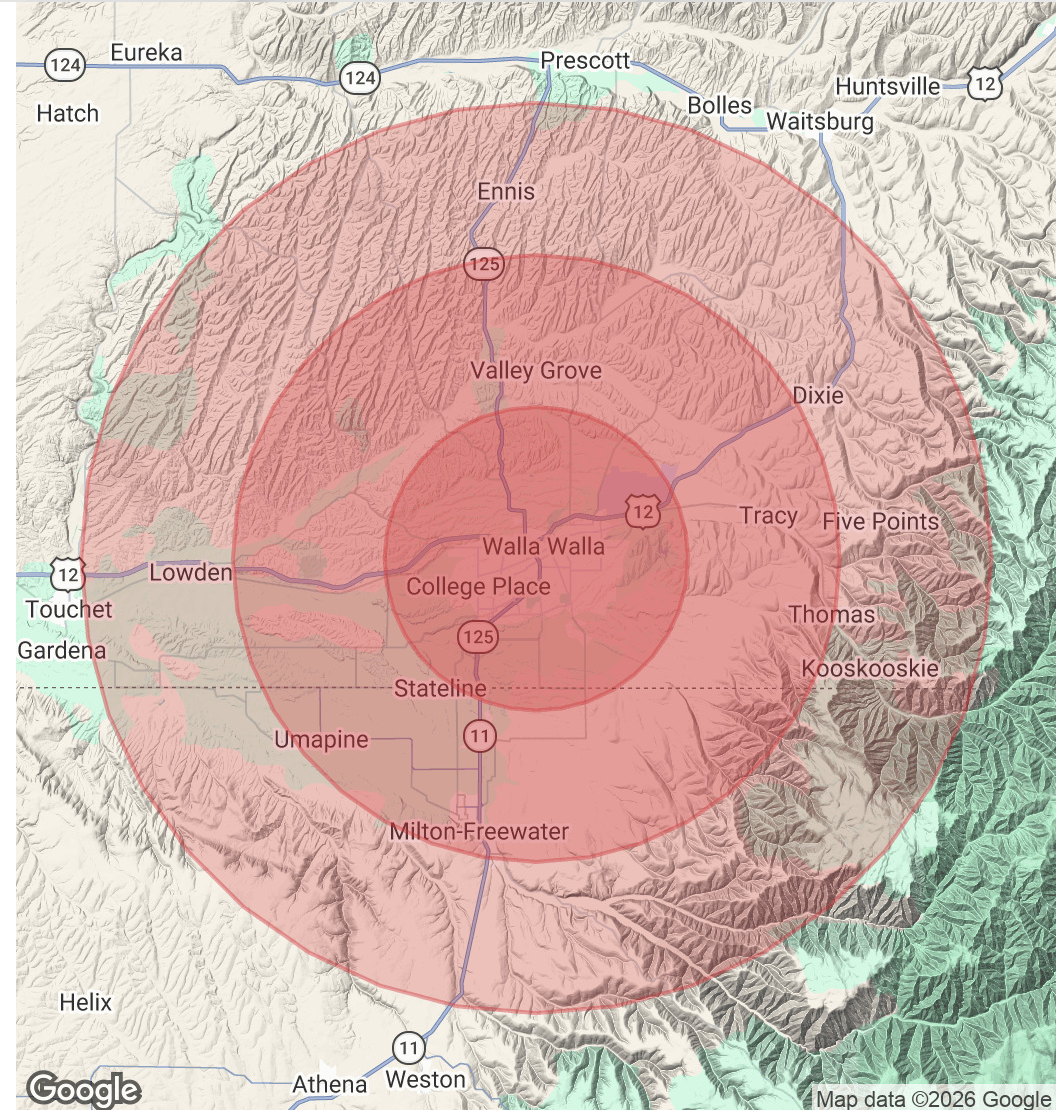 Eureka
Prescott
124
124
Huntsville
12
Hatch
Bolles
Waitsburg
Ennis
125
Valley Grove
Dixie
12
Tracy
Five Points
Walla Walla
12
Lowden
College Place
Touchet
Thomas
125
Gardena
Kooskooskie
Stateline
11
Umapine
Milton-Freewater
Helix
11
Athena
Weston
Google
Map data ©2026 Google